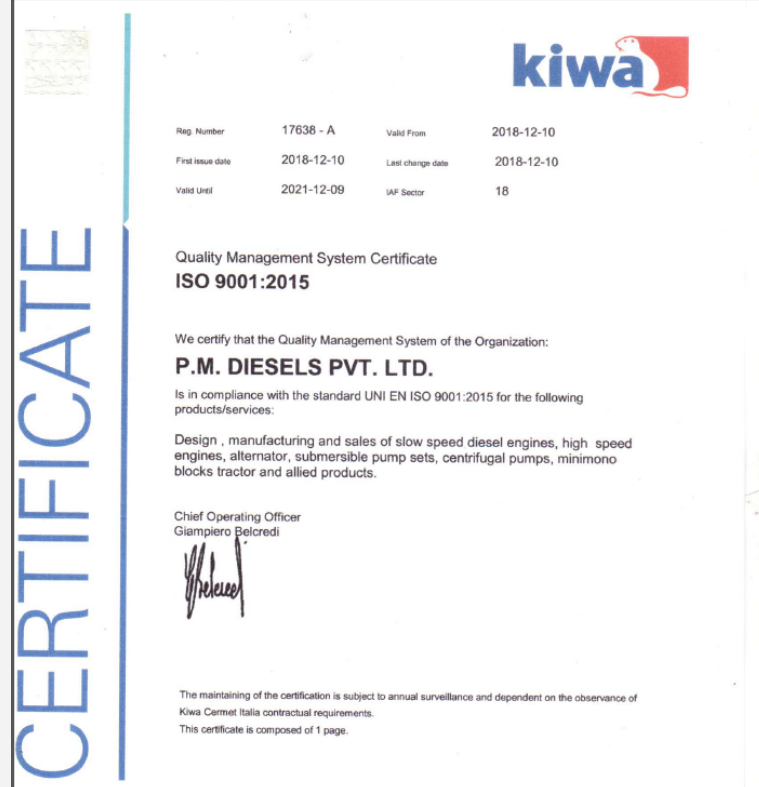 kiwa
Reg. Number 17638 - A Valid From 2018-12-10
First issue date 2018-12-10 Last change date 2018-12-10
Valid Until 2021-12-09 IAF Sector 18
CERTIFICATE
Quality Management System Certificate
ISO 9001:2015
We certify that the Quality Management System of the Organization:
P.M. DIESELS PVT. LTD.
Is in compliance with the standard UNI EN ISO 9001:2015 for the following
products/services:
Design , manufacturing and sales of slow speed diesel engines, high speed
engines, alternator, submersible pump sets, centrifugal pumps, minimono
blocks tractor and allied products.
Chief Operating Officer
Giampiero Belcredi
The maintaining of the certification is subject to annual surveillance and dependent on the observance of
Kiwa Cermet Italia contractual requirements.
This certificate is composed of 1 page.